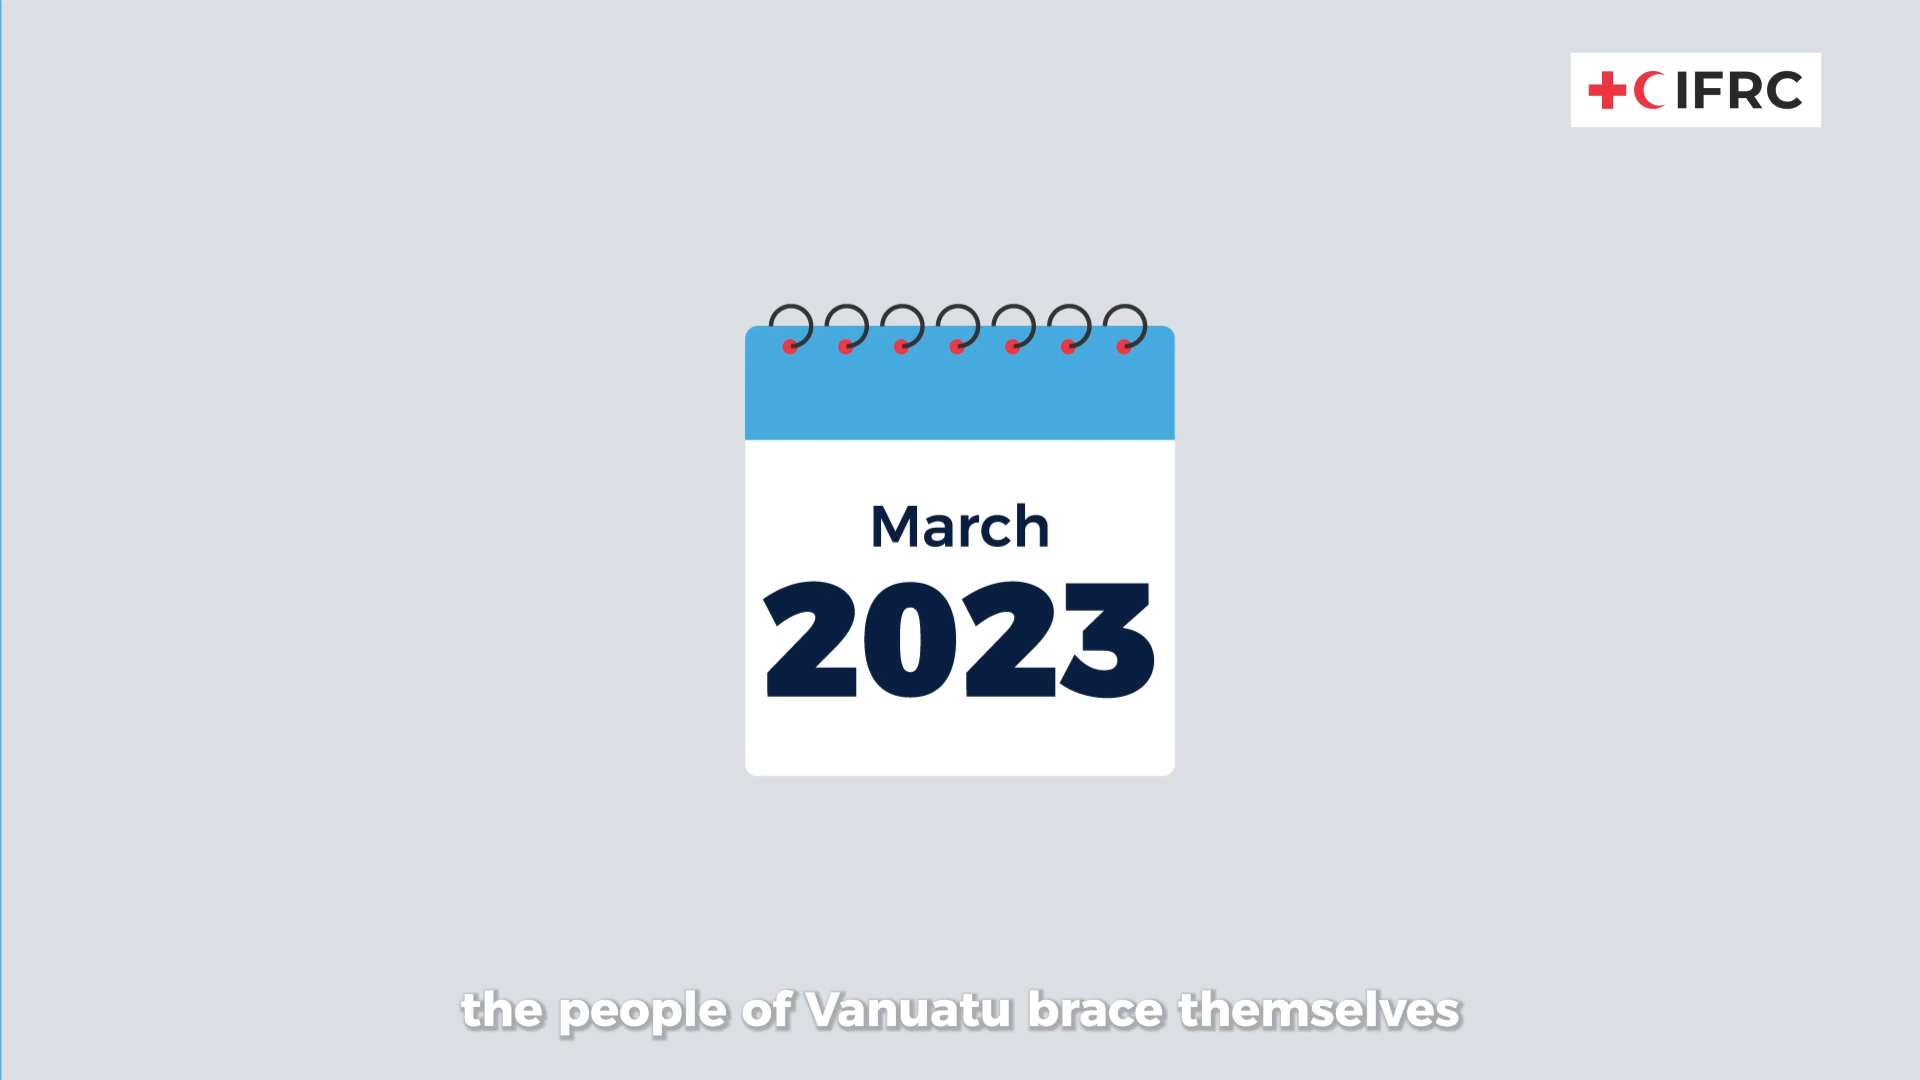 IFRC
March
2023
the people of Vanuatu brace themselves